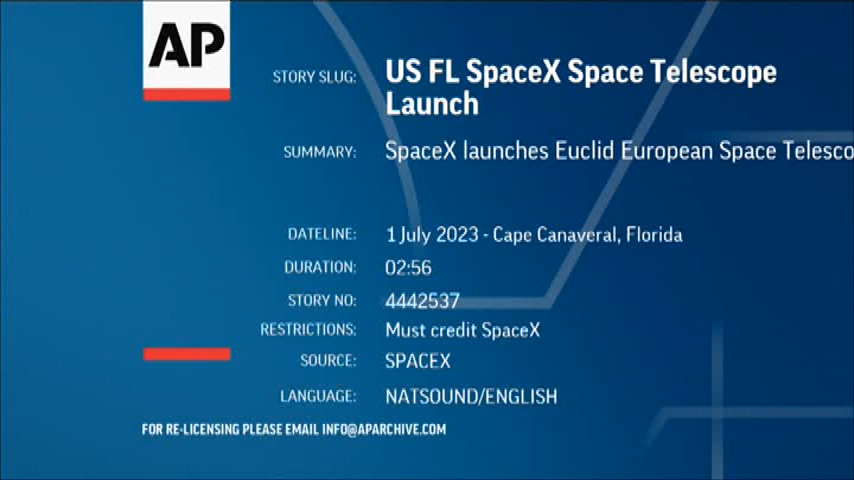 AP
STORY SLUG: US FL SpaceX Space Telescope
Launch
SUMMARY: SpaceX launches Euclid European Space Telesco
DATELINE: 1 July 2023 - Cape Canaveral, Florida
DURATION: 02:56
STORY NO: 4442537
RESTRICTIONS: Must credit SpaceX
SOURCE: SPACEX
LANGUAGE: NATSOUND/ENGLISH
FOR RE-LICENSING PLEASE EMAIL INFO@APARCHIVE.COM